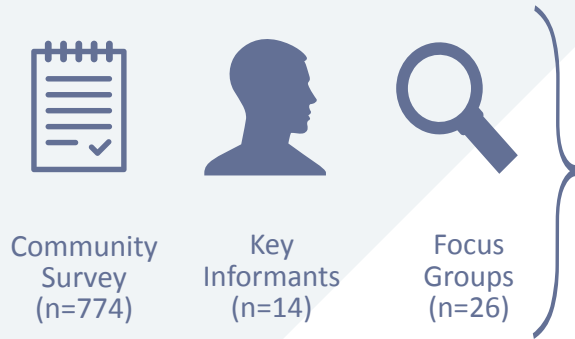 Community
Survey
(n=774)
Key
Informants
(n=14)
Focus
Groups
(n=26)